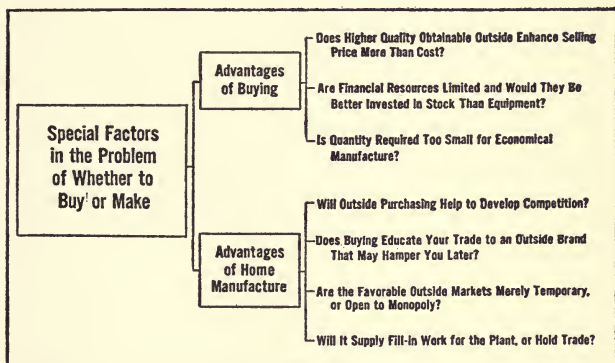 Special Factors
in the Problem
of Whether to
Buy! or Make
Advantages
of Buying
Does Higher Quality Obtainable Outside Enhance Selling
Price More Than Cost?
Are Financial Resources Limited and Would They Be
Better Invested in Stock Than Equipment?
Is Quantity Required Too Small for Economical
Manufacture?
Advantages
of Home
Manufacture
Will Outside Purchasing Help to Develop Competition?
Does Buying Educate Your Trade to an Outside Brand
That May Hamper You Later?
Are the Favorable Outside Markets Merely Temporary,
or Open to Monopoly?
Will It Supply Fill-in Work for the Plant, or Hold Trade?